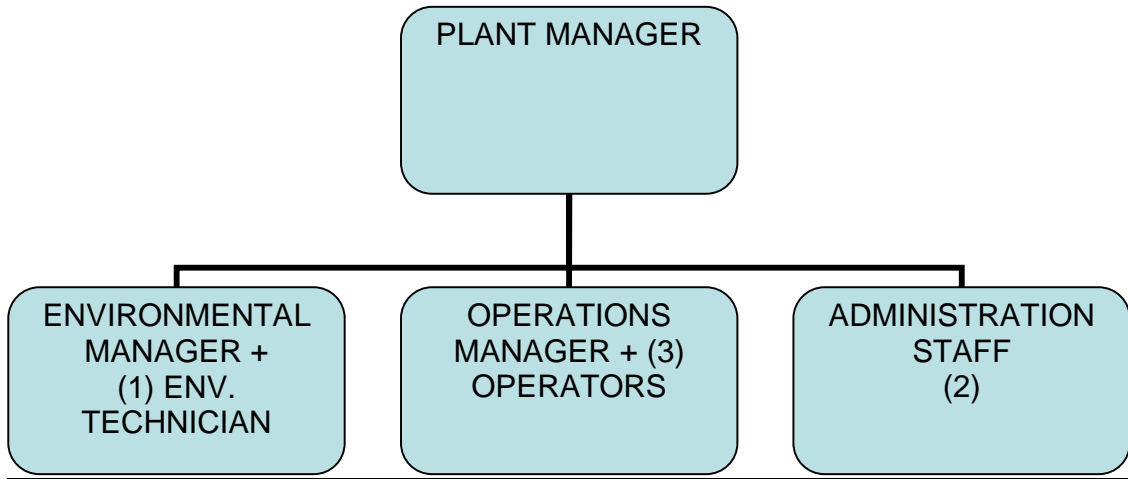 PLANT MANAGER
ENVIRONMENTAL
MANAGER +
(1) ENV.
TECHNICIAN
OPERATIONS
MANAGER + (3)
OPERATORS
ADMINISTRATION
STAFF
(2)